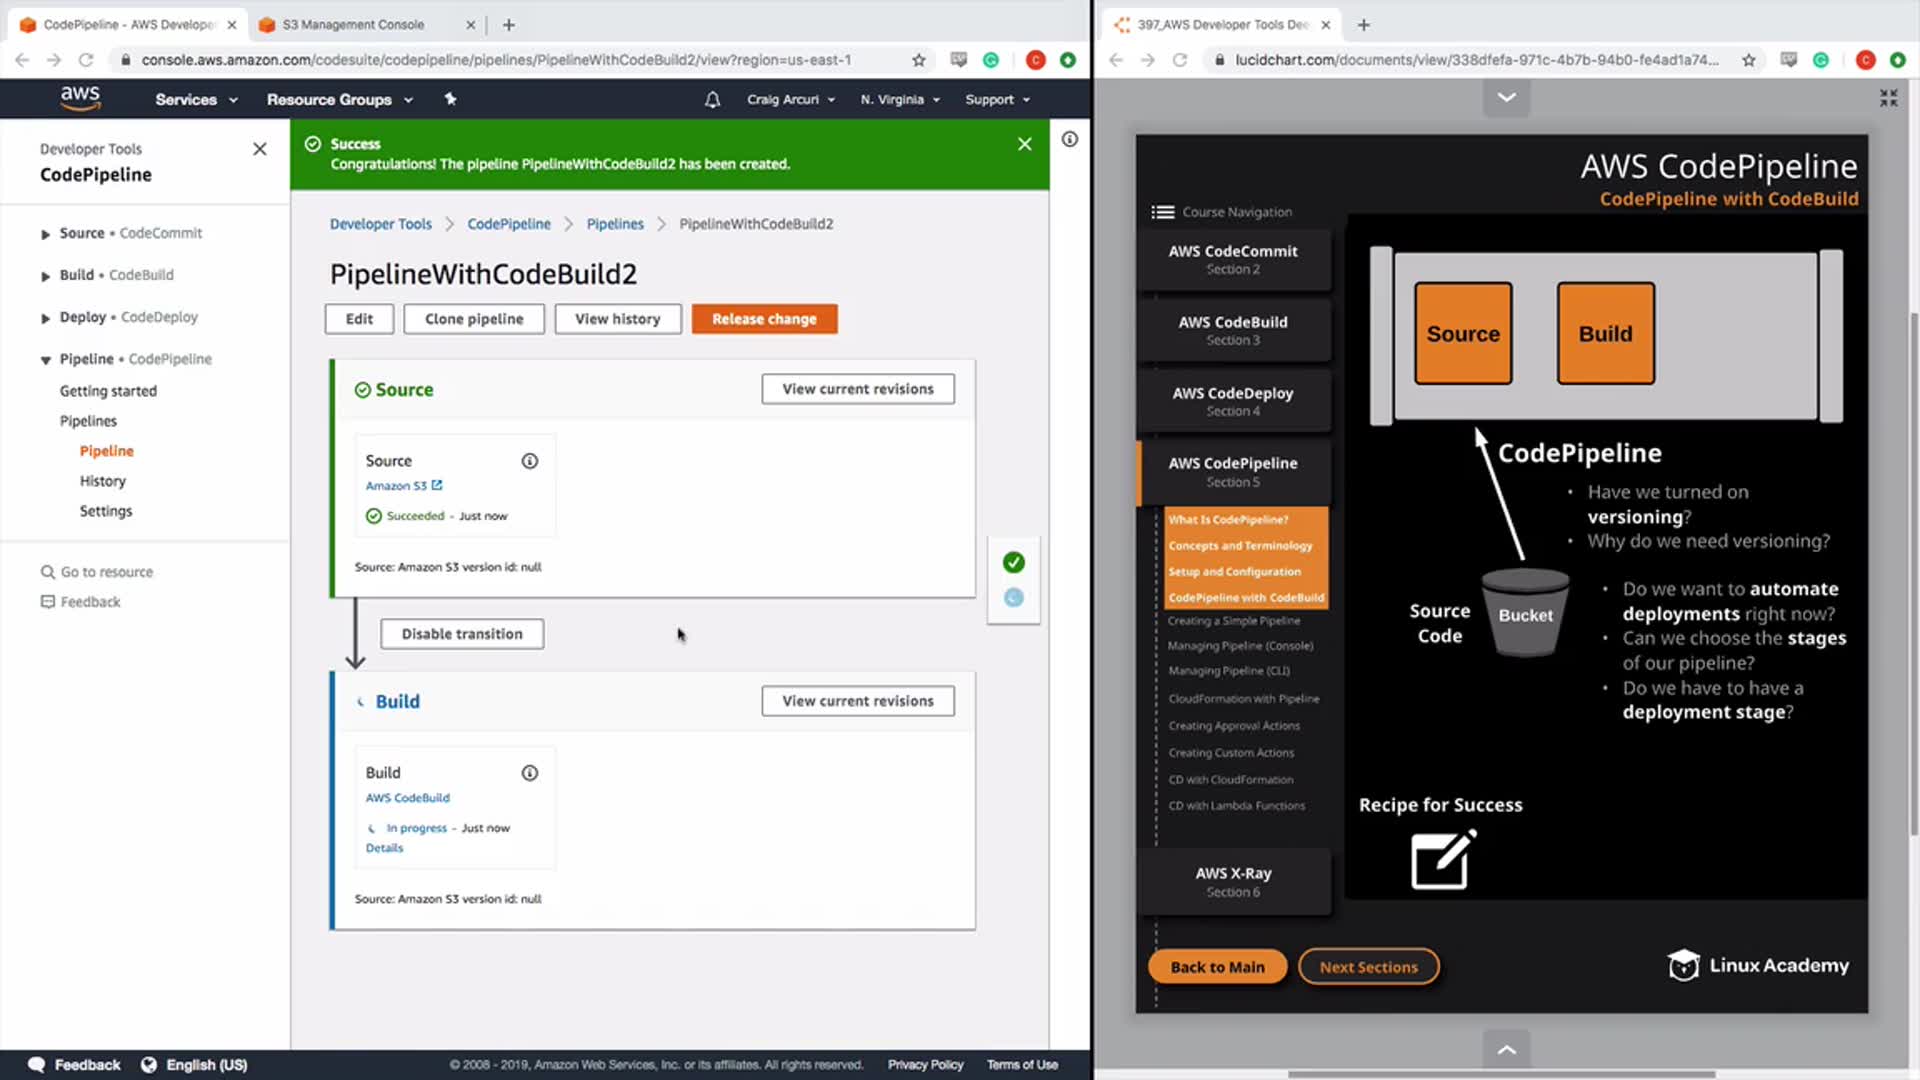 CodePipeline - AWS Developer
S3 Management Console
console.aws.amazon.com/codesuite/codepipeline/pipelines/PipelineWithCodeBuild2/view?region=us-east-1
aws
Services
Resource Groups
Craig Arcuri
N. Virginia
Support
Developer Tools
CodePipeline
Source • CodeCommit
Build • CodeBuild
Deploy • CodeDeploy
Pipeline • CodePipeline
Getting started
Pipelines
Pipeline
History
Settings
Go to resource
Feedback
Success
Congratulations! The pipeline PipelineWithCodeBuild2 has been created.
Developer Tools
CodePipeline
Pipelines
PipelineWithCodeBuild2
PipelineWithCodeBuild2
Edit
Clone pipeline
View history
Release change
Source
View current revisions
Source
Amazon S3
Succeeded - Just now
Source: Amazon S3 version id: null
Disable transition
Build
View current revisions
Build
AWS CodeBuild
In progress - Just now
Details
Source: Amazon S3 version id: null
Feedback
English (US)
© 2008 - 2019, Amazon Web Services, Inc. or its affiliates. All rights reserved.
Privacy Policy
Terms of Use
397_AWS Developer Tools Dee
lucidchart.com/documents/view/338dfefa-971c-4b7b-94b0-fe4ad1a74...
AWS CodePipeline
CodePipeline with CodeBuild
Course Navigation
AWS CodeCommit
Section 2
AWS CodeBuild
Section 3
AWS CodeDeploy
Section 4
AWS CodePipeline
Section 5
What Is CodePipeline?
Concepts and Terminology
Setup and Configuration
CodePipeline with CodeBuild
Creating a Simple Pipeline
Managing Pipeline (Console)
Managing Pipeline (CLI)
CloudFormation with Pipeline
Creating Approval Actions
Creating Custom Actions
CD with CloudFormation
CD with Lambda Functions
AWS X-Ray
Section 6
Source
Build
CodePipeline
• Have we turned on
versioning?
• Why do we need versioning?
Source
Code
Bucket
• Do we want to automate
deployments right now?
• Can we choose the stages
of our pipeline?
• Do we have to have a
deployment stage?
Recipe for Success
Back to Main
Next Sections
Linux Academy